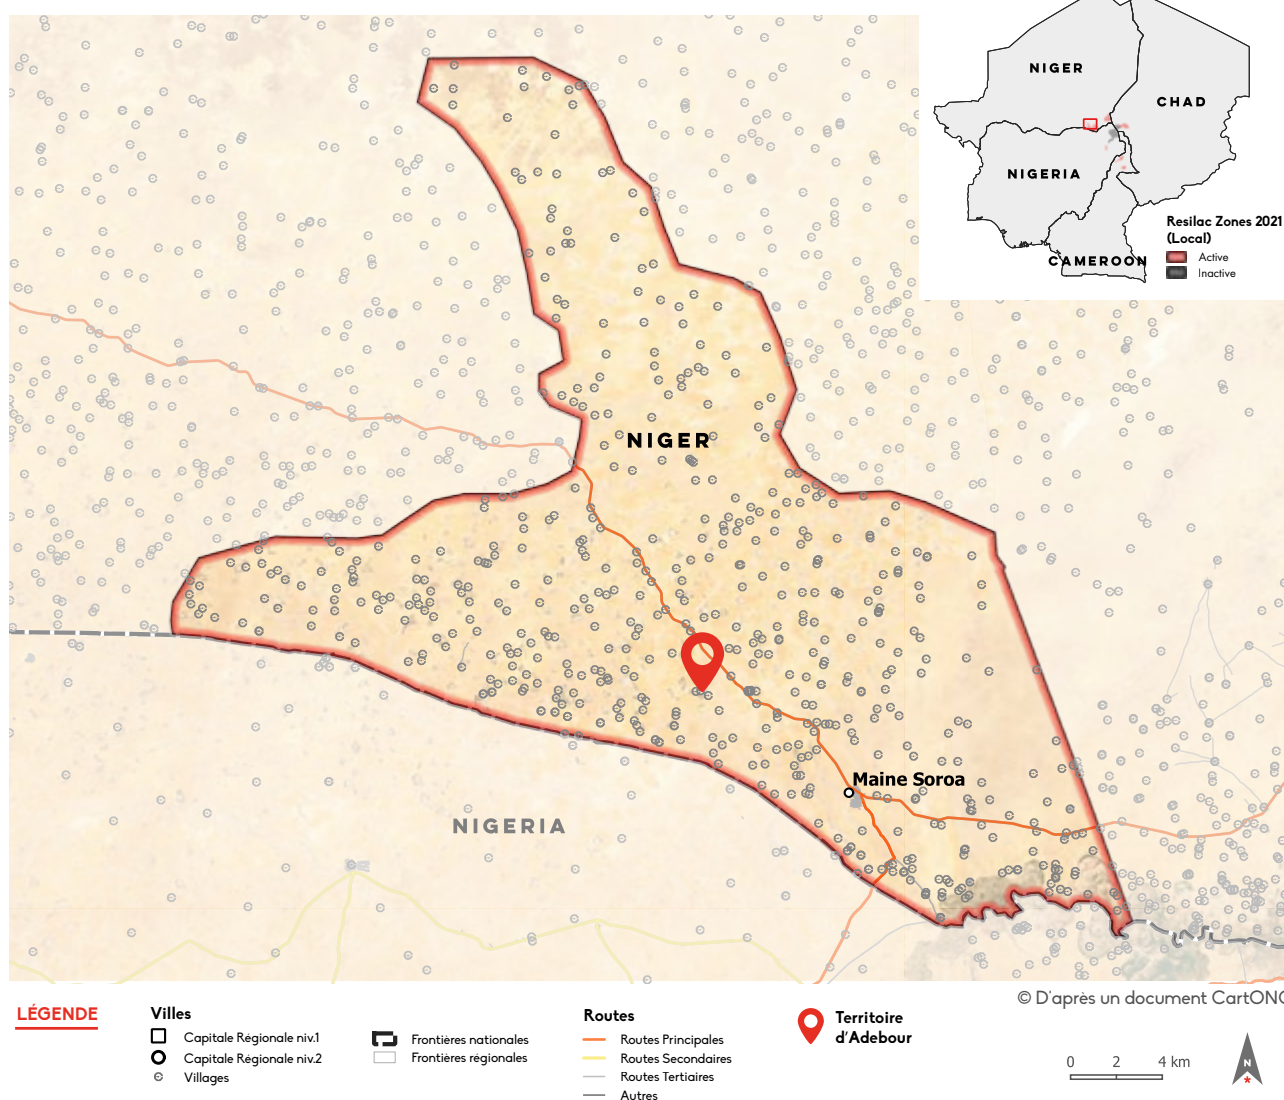 NIGER
CHAD
NIGERIA
CAMEROON
Resilac Zones 2021
(Local)
Active
Inactive
NIGER
Maine Soroa
NIGERIA
© D'après un document CartONG
LÉGENDE
Villes
Capitale Régionale niv.1
Capitale Régionale niv.2
Villages
Frontières nationales
Frontières régionales
Routes
Routes Principales
Routes Secondaires
Routes Tertiaires
Autres
Territoire
d'Adebour
0 2 4 km
N